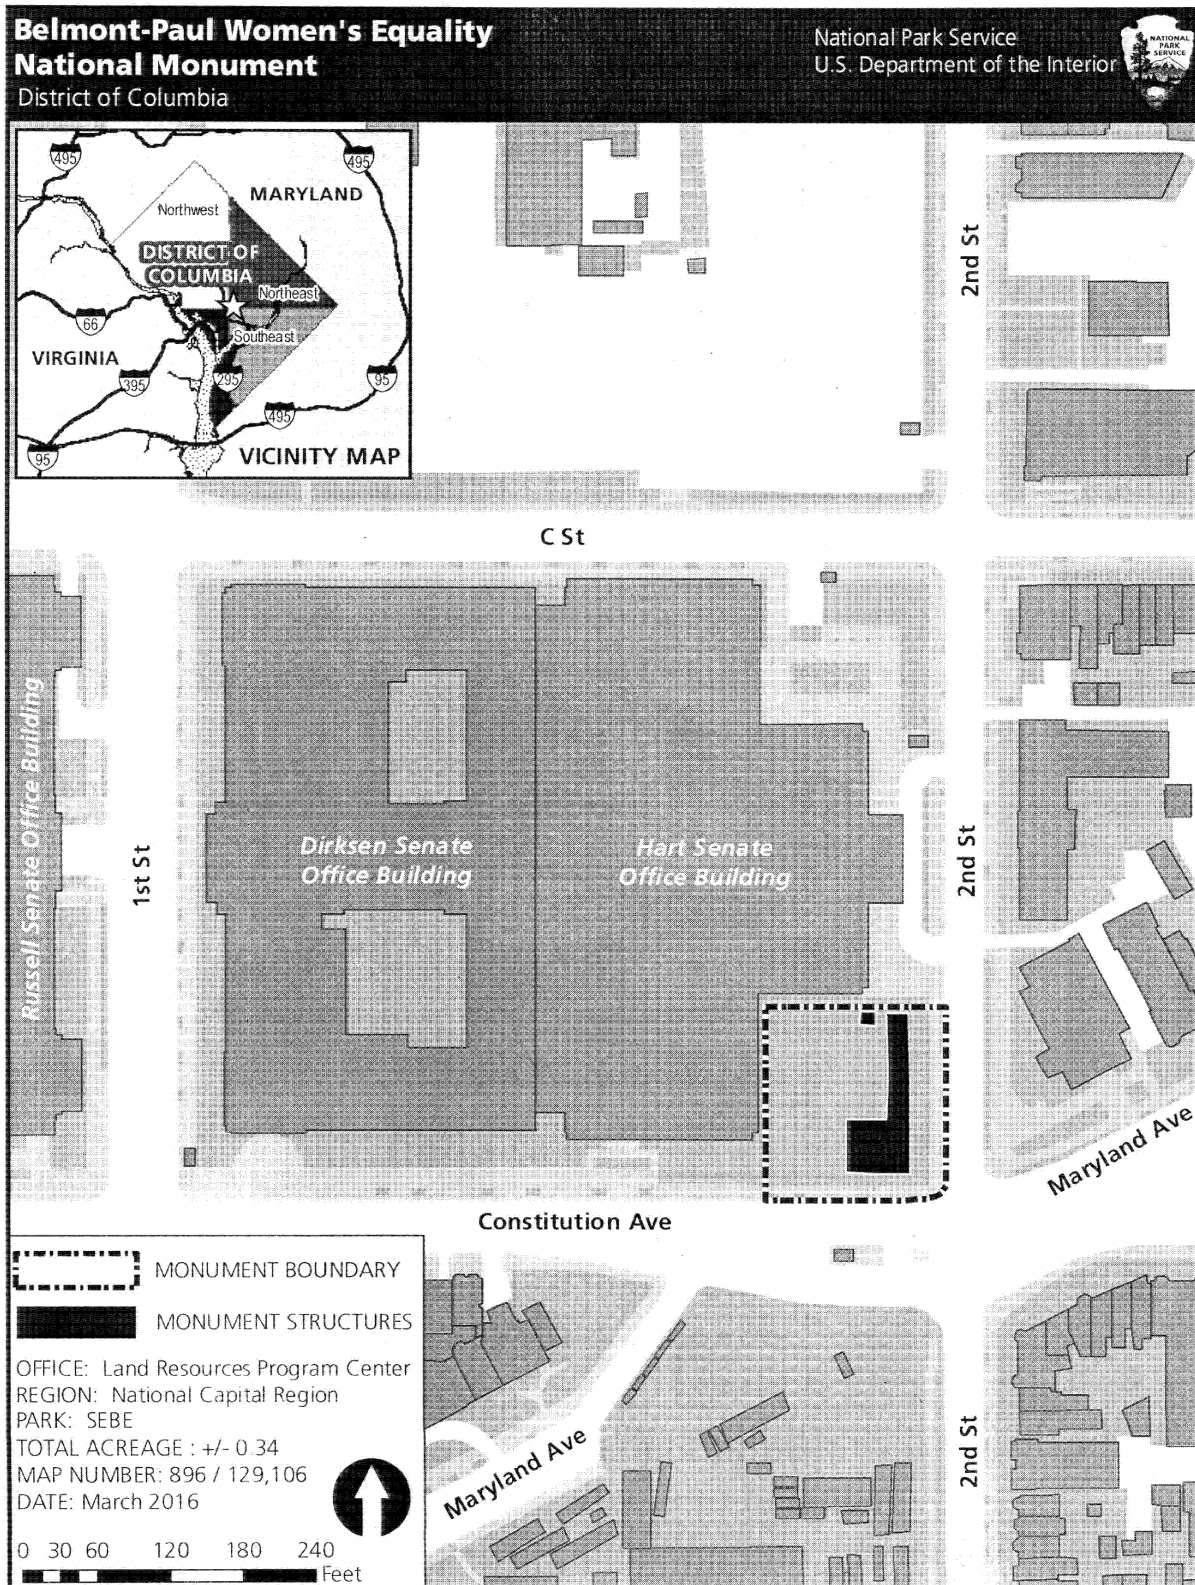 Belmont-Paul Women's Equality
National Monument
District of Columbia
National Park Service
U.S. Department of the Interior
NATIONAL
PARK
SERVICE
495
495
MARYLAND
Northwest
DISTRICT OF
COLUMBIA
Northeast
66
Southeast
VIRGINIA
395
295
95
495
95
VICINITY MAP
2nd St
C St
Russell Senate Office Building
1st St
Dirksen Senate
Office Building
Hart Senate
Office Building
2nd St
Maryland Ave
Constitution Ave
MONUMENT BOUNDARY
MONUMENT STRUCTURES
OFFICE: Land Resources Program Center
REGION: National Capital Region
PARK: SEBE
TOTAL ACREAGE : +/- 0.34
MAP NUMBER: 896 / 129,106
DATE: March 2016
0 30 60 120 180 240
Feet
Maryland Ave
2nd St